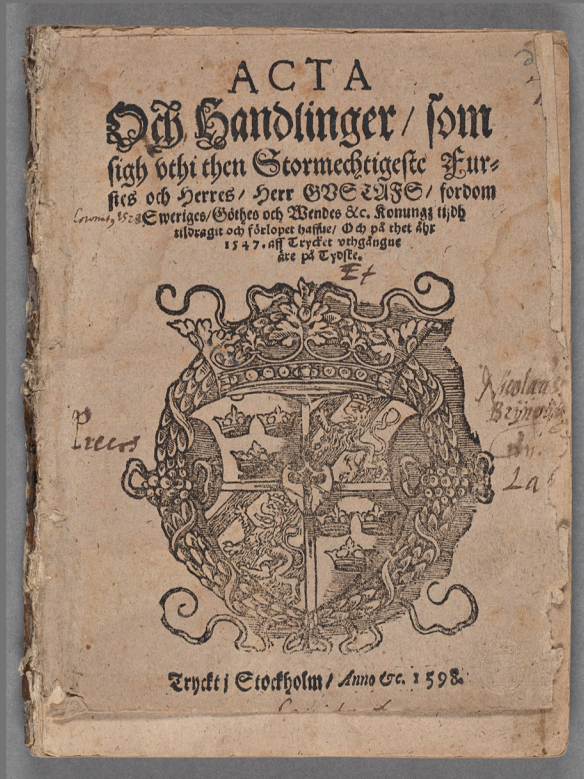 ACTA
Och Handlinger / som
sigh vthi then Stormechtigeste Fur-
stes och Herres / Herr GVSTAFS / fordom
Sweriges / Göthes och Wendes &c. Konungz tijdh
tildragit och förlopet haffue / Och på thet åhr
1547. aff Trycket vthgångne
äre på Tydske.
Nicolaus
Tryckt j Stockholm / Anno &c. 1598.